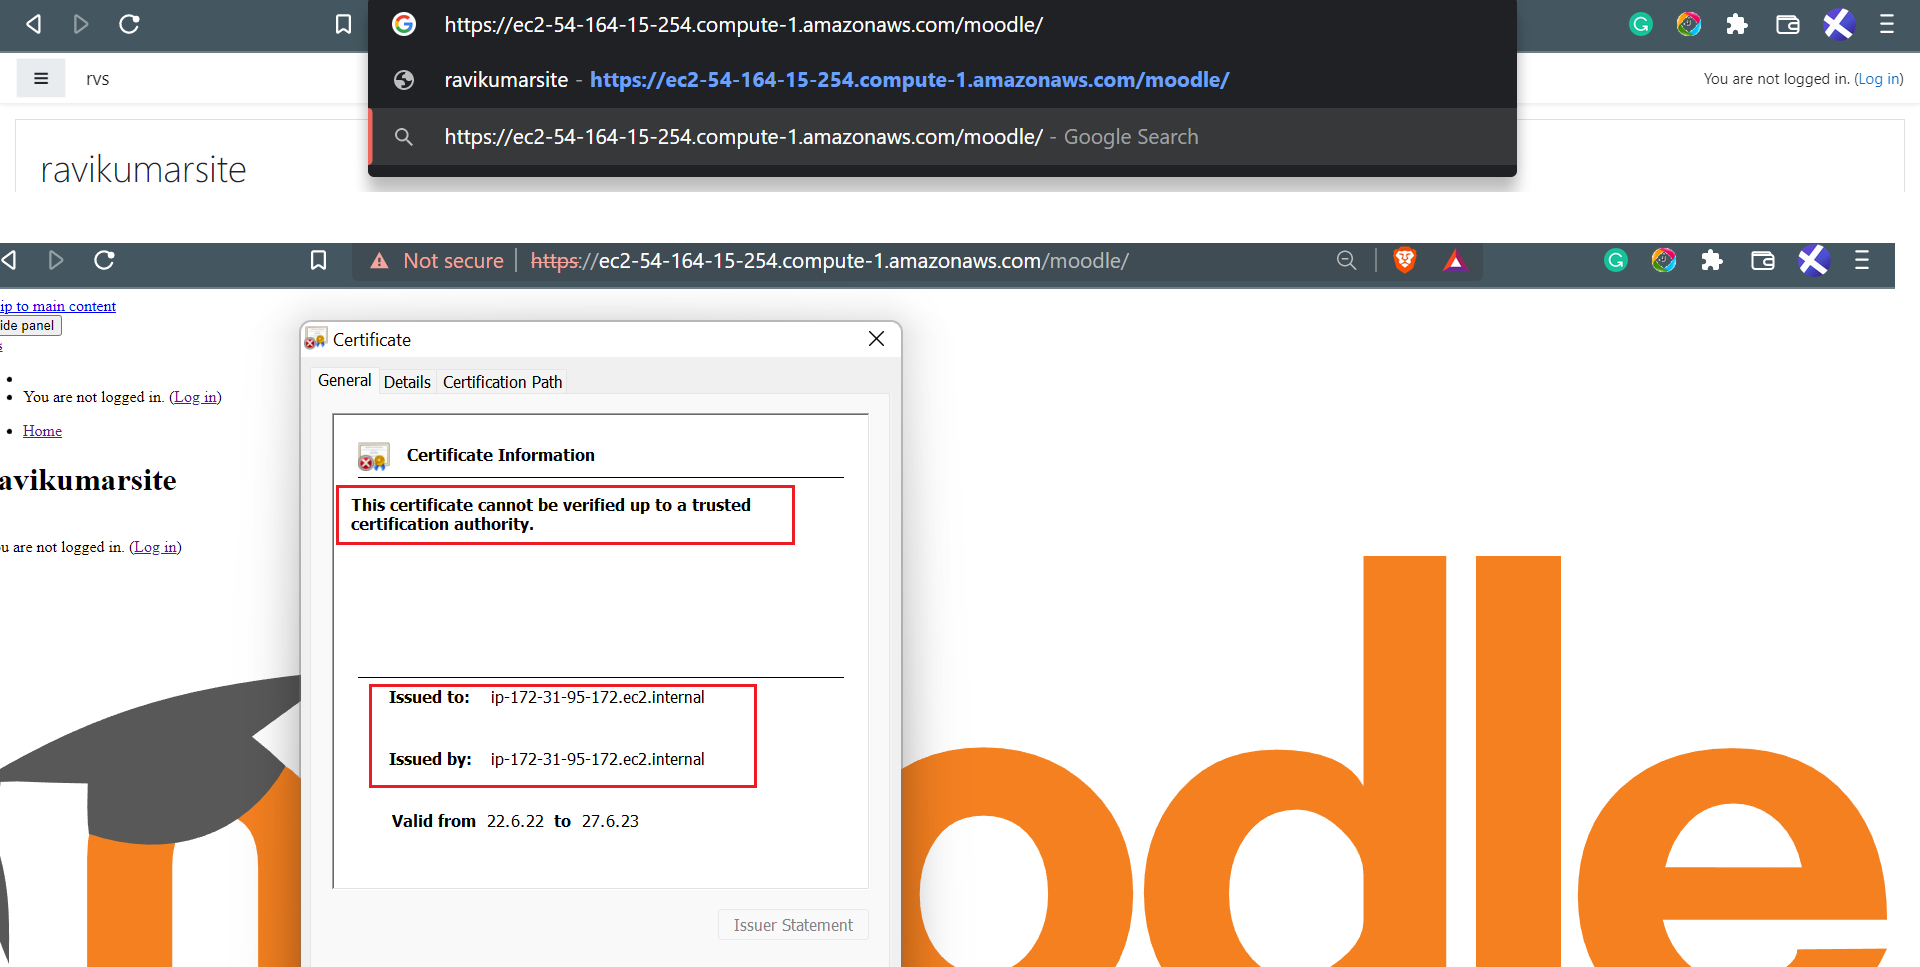 https://ec2-54-164-15-254.compute-1.amazonaws.com/moodle/
ravikumarsite - https://ec2-54-164-15-254.compute-1.amazonaws.com/moodle/
rvs
You are not logged in. (Log in)
https://ec2-54-164-15-254.compute-1.amazonaws.com/moodle/ - Google Search
ravikumarsite
Not secure https://ec2-54-164-15-254.compute-1.amazonaws.com/moodle/
ip to main content
ide panel
s
You are not logged in. (Log in)
Home
avikumarsite
u are not logged in. (Log in)
Certificate
General Details Certification Path
Certificate Information
This certificate cannot be verified up to a trusted
certification authority.
Issued to: ip-172-31-95-172.ec2.internal
Issued by: ip-172-31-95-172.ec2.internal
Valid from 22.6.22 to 27.6.23
Issuer Statement
odle